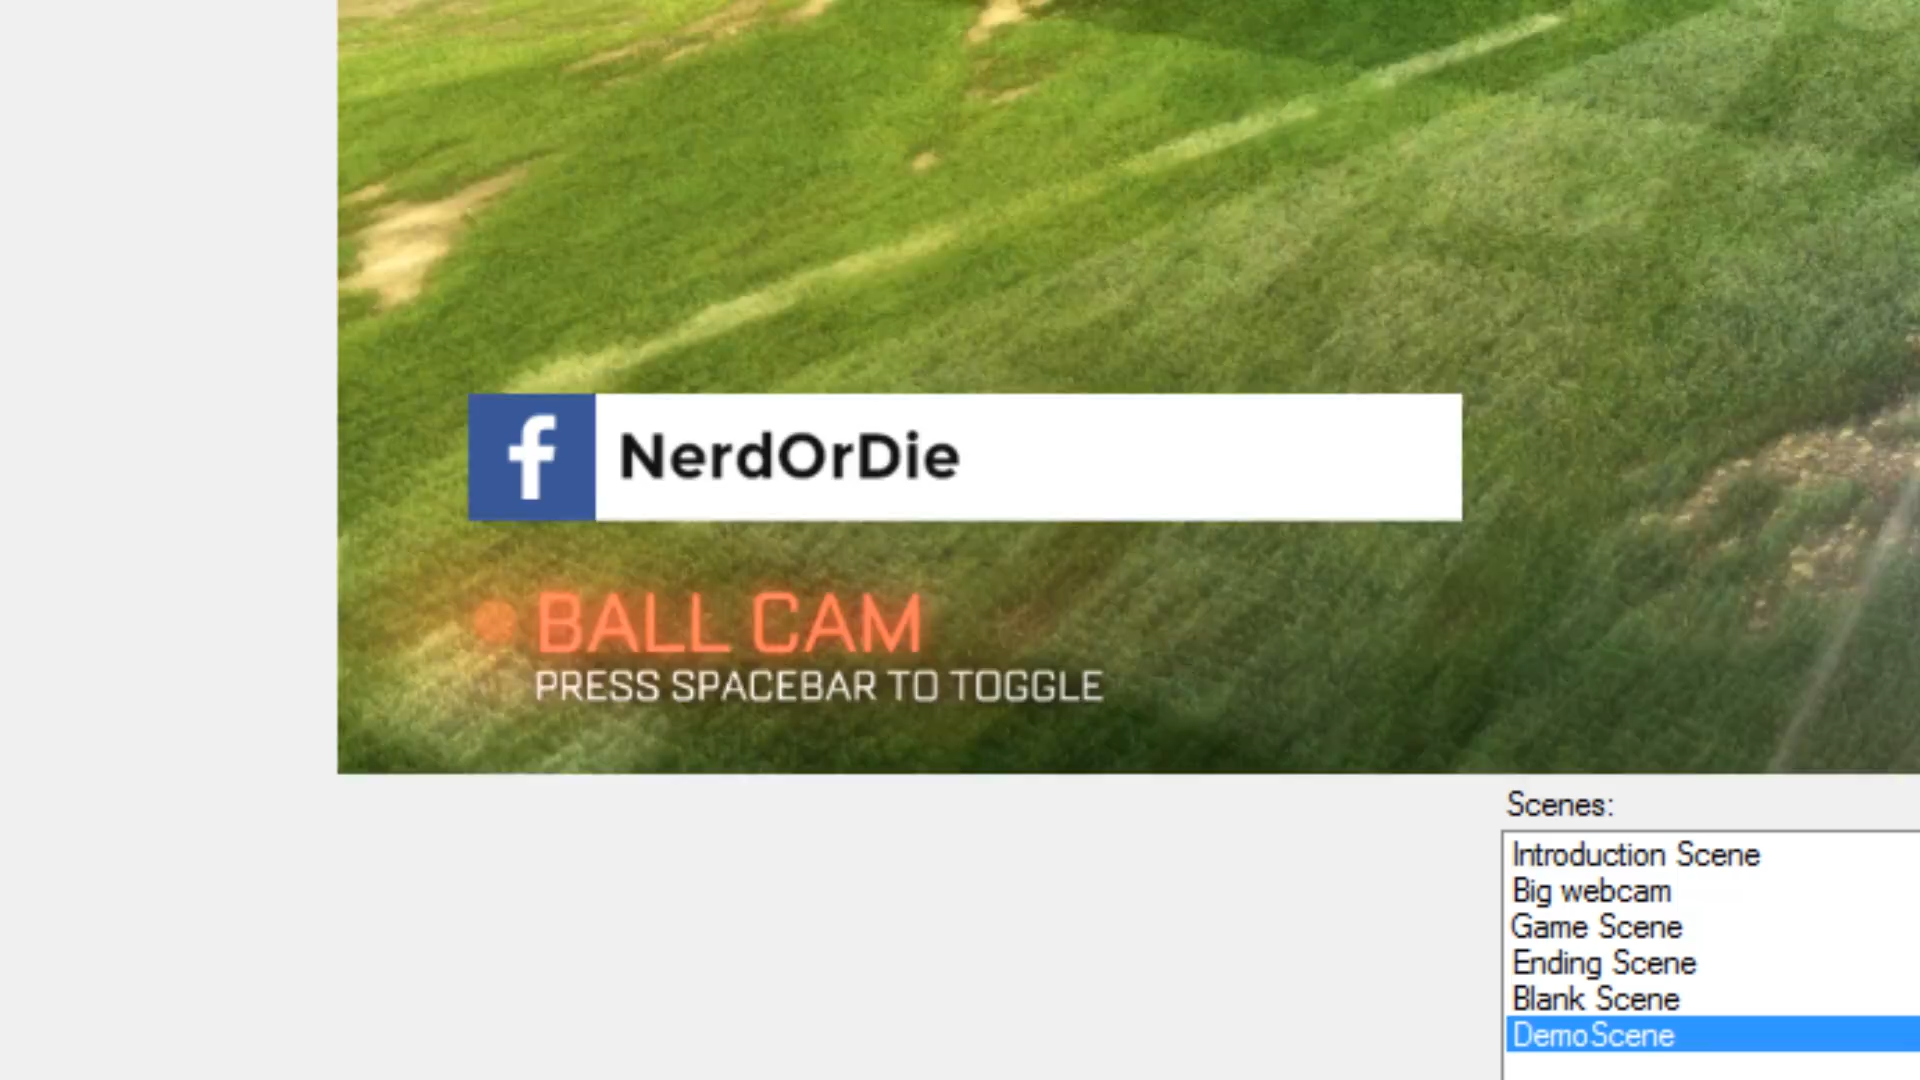 f NerdOrDie
BALL CAM
PRESS SPACEBAR TO TOGGLE
Scenes:
Introduction Scene
Big webcam
Game Scene
Ending Scene
Blank Scene
DemoScene